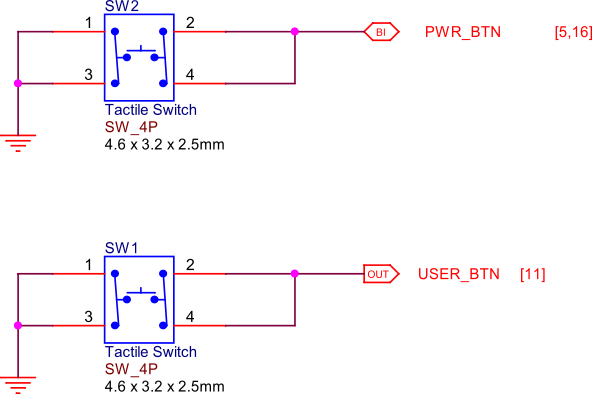 SW2
1 2
BI PWR_BTN [5,16]
3 4
Tactile Switch
SW_4P
4.6 x 3.2 x 2.5mm
SW1
1 2
OUT USER_BTN [11]
3 4
Tactile Switch
SW_4P
4.6 x 3.2 x 2.5mm